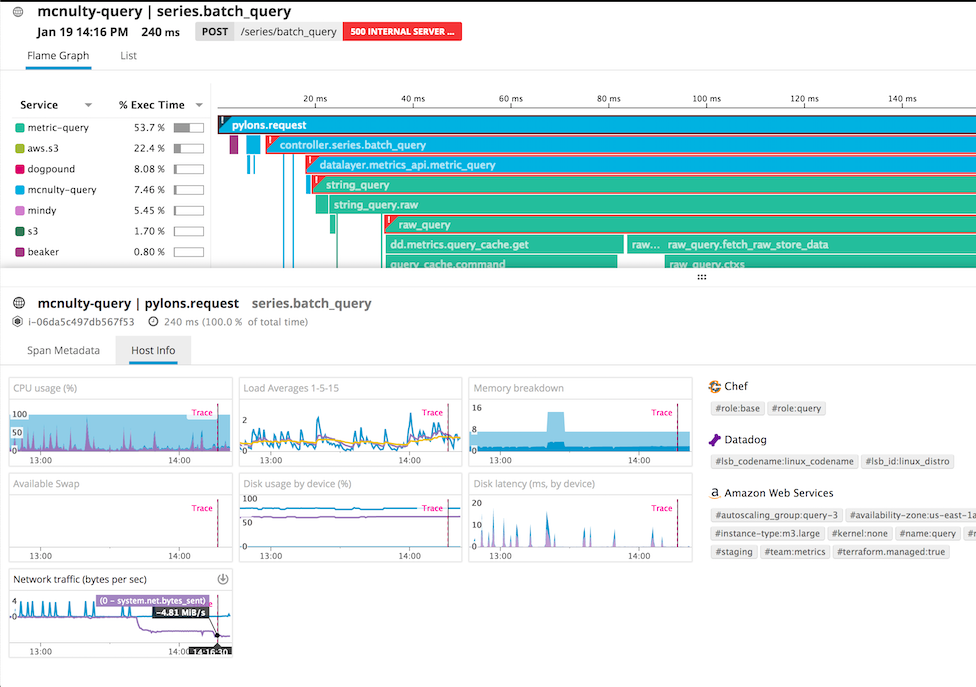 mcnulty-query | series.batch_query
Jan 19 14:16 PM 240 ms POST /series/batch_query 500 INTERNAL SERVER ...
Flame Graph List
Service % Exec Time
20 ms 40 ms 60 ms 80 ms 100 ms 120 ms 140 ms
metric-query 53.7 %
aws.s3 22.4 %
dogpound 8.08 %
mcnulty-query 7.46 %
mindy 5.45 %
s3 1.70 %
beaker 0.80 %
! pylons.request
! controller.series.batch_query
! datalayer.metrics_api.metric_query
! string_query
string_query.raw
! raw_query
dd.metrics.query_cache.get raw... raw_query.fetch_raw_store_data
query_cache.command raw_query.ctxs
mcnulty-query | pylons.request series.batch_query
i-06da5c497db567f53 240 ms (100.0 % of total time)
Span Metadata Host Info
CPU usage (%)
100
50
0
Trace
13:00 14:00
Load Averages 1-5-15
2
0
Trace
13:00 14:00
Memory breakdown
16
8
0
Trace
13:00 14:00
Available Swap
Trace
13:00 14:00
Disk usage by device (%)
100
50
0
Trace
13:00 14:00
Disk latency (ms, by device)
20
10
0
Trace
13:00 14:00
Network traffic (bytes per sec)
4
0
(0 - system.net.bytes_sent)
-4.81 MiB/s
13:00 14:00 14:16:30
Chef
#role:base #role:query
Datadog
#lsb_codename:linux_codename #lsb_id:linux_distro
Amazon Web Services
#autoscaling_group:query-3 #availability-zone:us-east-1a
#instance-type:m3.large #kernel:none #name:query
#staging #team:metrics #terraform.managed:true